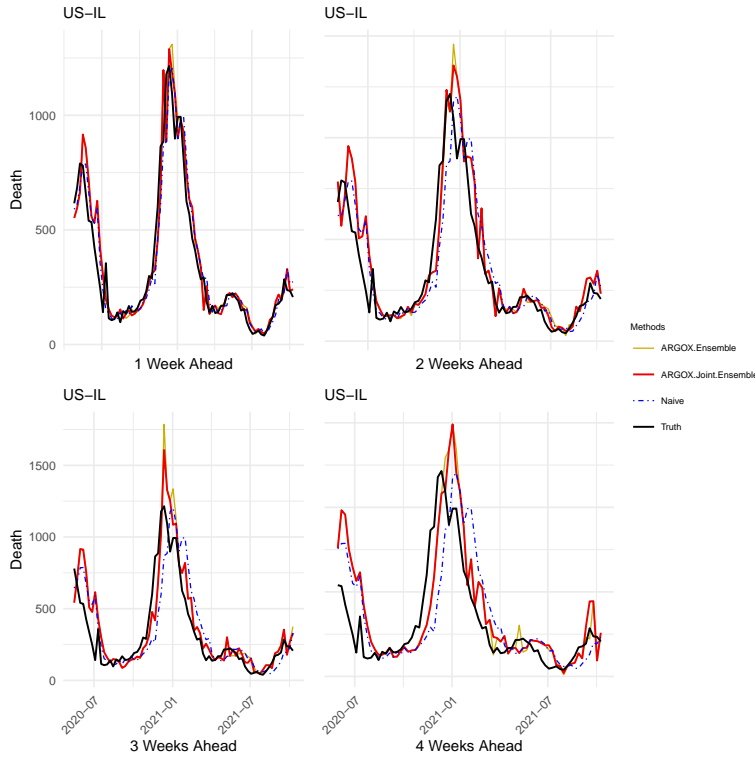 US−IL
US−IL
Death
1000
500
0
1 Week Ahead
2 Weeks Ahead
Methods
ARGOX.Ensemble
ARGOX.Joint.Ensemble
Naive
Truth
US−IL
US−IL
Death
1500
1000
500
0
2020−07
2021−01
2021−07
2020−07
2021−01
2021−07
3 Weeks Ahead
4 Weeks Ahead